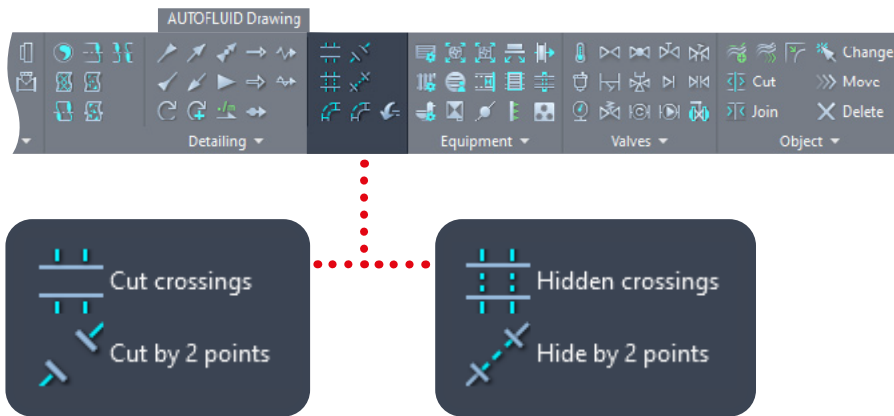 AUTOFLUID Drawing
Change
Cut
Move
Join
Delete
Detailing
Equipment
Valves
Object
Cut crossings
Cut by 2 points
Hidden crossings
Hide by 2 points